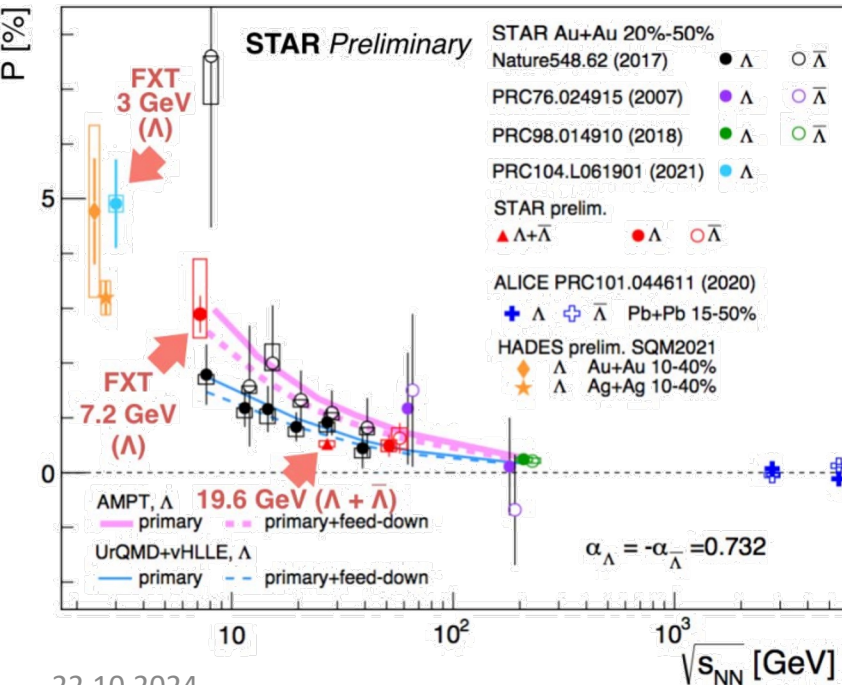 P [%]
STAR Preliminary
STAR Au+Au 20%-50%
Nature548.62 (2017) Λ Λ̅
PRC76.024915 (2007) Λ Λ̅
PRC98.014910 (2018) Λ Λ̅
PRC104.L061901 (2021) Λ
STAR prelim.
Λ+Λ̅ Λ Λ̅
ALICE PRC101.044611 (2020)
Λ Λ̅ Pb+Pb 15-50%
HADES prelim. SQM2021
Λ Au+Au 10-40%
Λ Ag+Ag 10-40%
FXT
3 GeV
(Λ)
5
FXT
7.2 GeV
(Λ)
0
19.6 GeV (Λ + Λ̅)
AMPT, Λ
primary primary+feed-down
UrQMD+vHLLE, Λ
primary primary+feed-down
α_Λ = -α_Λ̅ =0.732
10 10² 10³
√s_NN [GeV]
22.10.2024